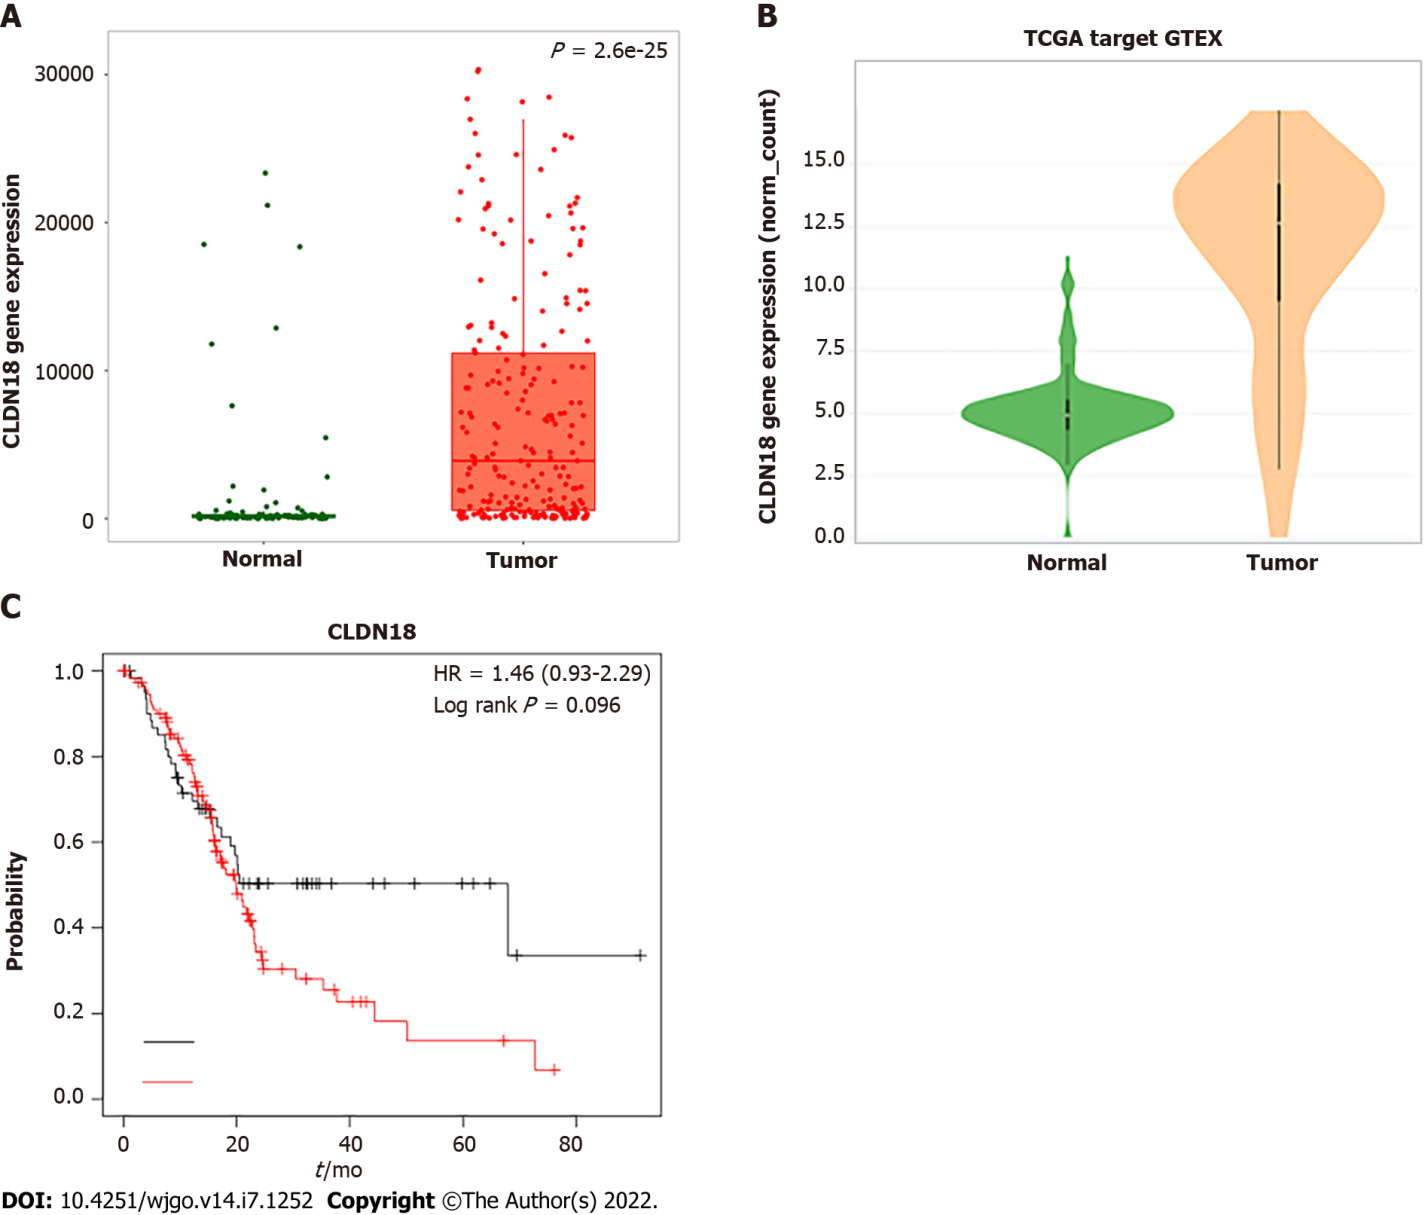 A
CLDN18 gene expression
P = 2.6e-25
30000
20000
10000
0
Normal
Tumor
B
TCGA target GTEX
CLDN18 gene expression (norm_count)
15.0
12.5
10.0
7.5
5.0
2.5
0.0
Normal
Tumor
C
CLDN18
HR = 1.46 (0.93-2.29)
Log rank P = 0.096
Probability
1.0
0.8
0.6
0.4
0.2
0.0
0
20
40
60
80
t/mo
DOI: 10.4251/wjgo.v14.i7.1252 Copyright ©The Author(s) 2022.